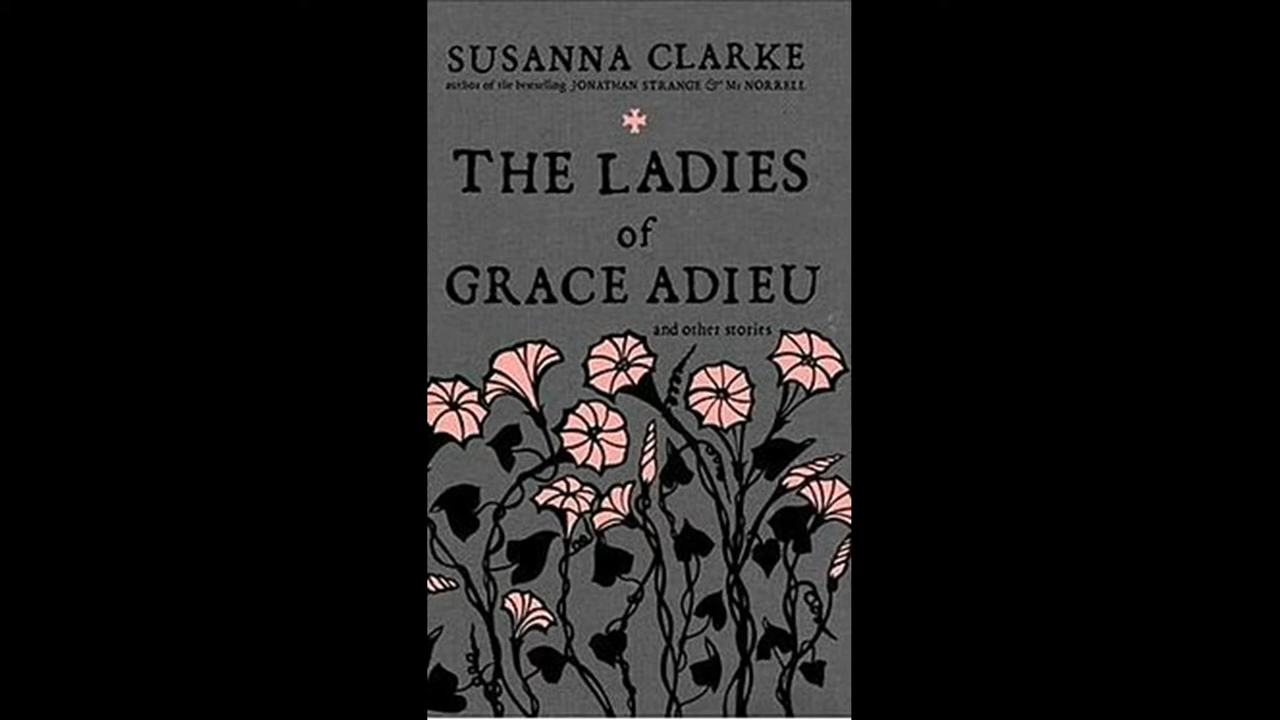 SUSANNA CLARKE
author of the bestselling JONATHAN STRANGE & Mr NORRELL
THE LADIES
of
GRACE ADIEU
and other stories